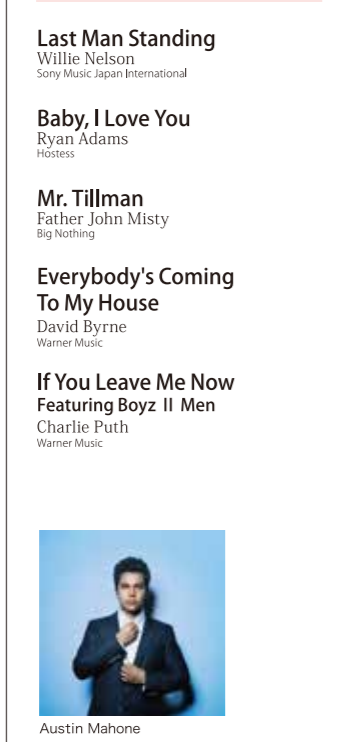 Last Man Standing
Willie Nelson
Sony Music Japan International
Baby, I Love You
Ryan Adams
Hostess
Mr. Tillman
Father John Misty
Big Nothing
Everybody's Coming
To My House
David Byrne
Warner Music
If You Leave Me Now
Featuring Boyz II Men
Charlie Puth
Warner Music
Austin Mahone